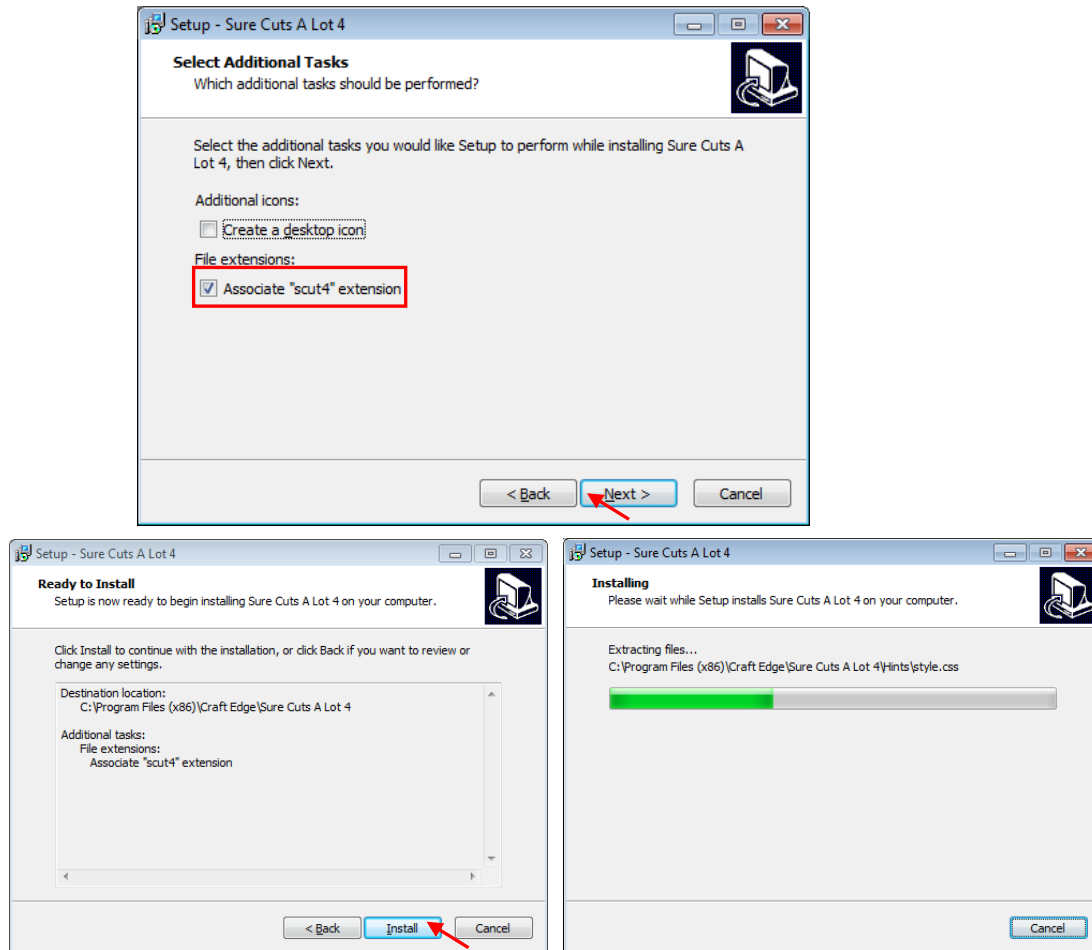 Setup - Sure Cuts A Lot 4
Select Additional Tasks
Which additional tasks should be performed?
Select the additional tasks you would like Setup to perform while installing Sure Cuts A
Lot 4, then click Next.
Additional icons:
Create a desktop icon
File extensions:
Associate "scut4" extension
< Back
Next >
Cancel
Setup - Sure Cuts A Lot 4
Ready to Install
Setup is now ready to begin installing Sure Cuts A Lot 4 on your computer.
Click Install to continue with the installation, or click Back if you want to review or
change any settings.
Destination location:
C:\Program Files (x86)\Craft Edge\Sure Cuts A Lot 4
Additional tasks:
File extensions:
Associate "scut4" extension
< Back
Install
Cancel
Setup - Sure Cuts A Lot 4
Installing
Please wait while Setup installs Sure Cuts A Lot 4 on your computer.
Extracting files...
C:\Program Files (x86)\Craft Edge\Sure Cuts A Lot 4\Hints\style.css
Cancel